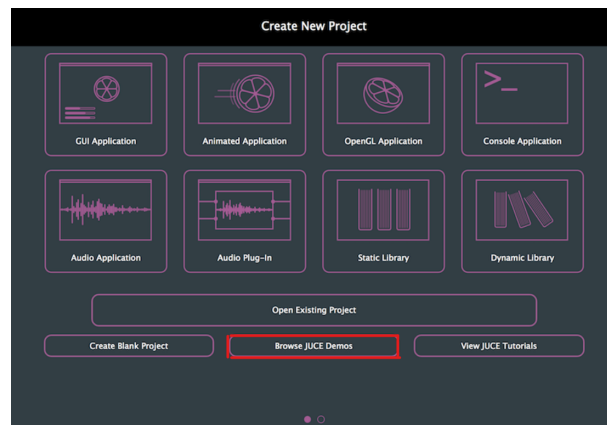 Create New Project
>_
GUI Application
Animated Application
OpenGL Application
Console Application
Audio Application
Audio Plug-In
Static Library
Dynamic Library
Open Existing Project
Create Blank Project
Browse JUCE Demos
View JUCE Tutorials